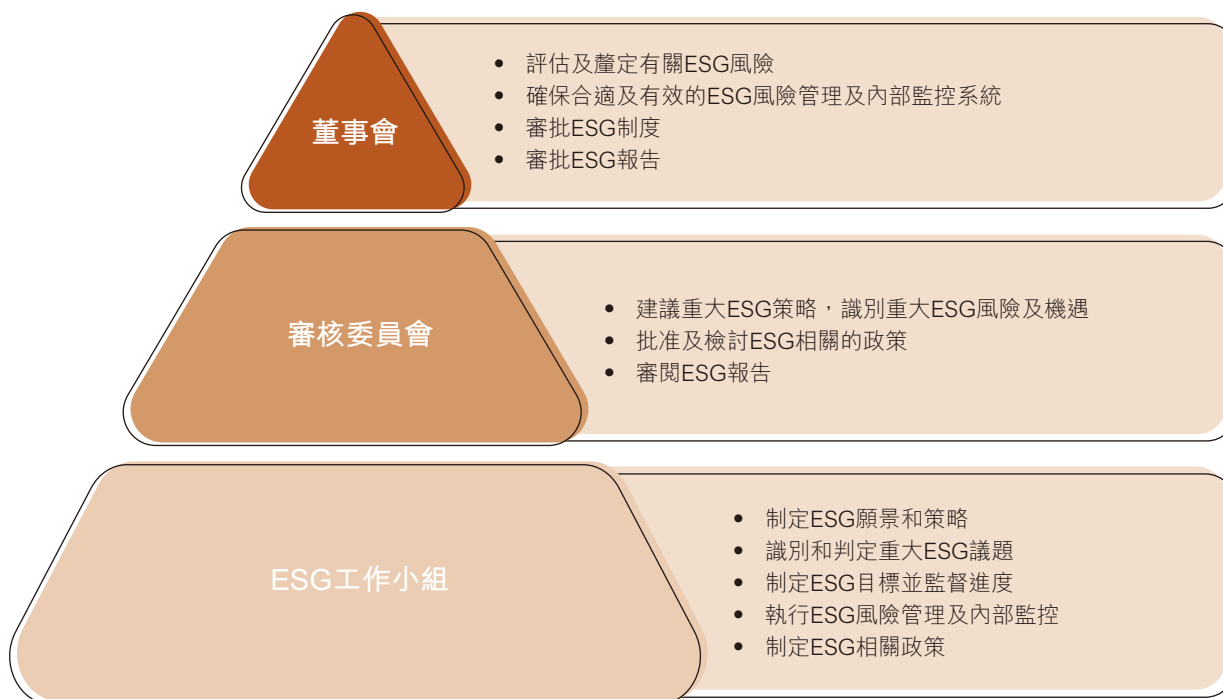 董事會
• 評估及釐定有關ESG風險
• 確保合適及有效的ESG風險管理及內部監控系統
• 審批ESG制度
• 審批ESG報告
審核委員會
• 建議重大ESG策略，識別重大ESG風險及機遇
• 批准及檢討ESG相關的政策
• 審閱ESG報告
ESG工作小組
• 制定ESG願景和策略
• 識別和判定重大ESG議題
• 制定ESG目標並監督進度
• 執行ESG風險管理及內部監控
• 制定ESG相關政策